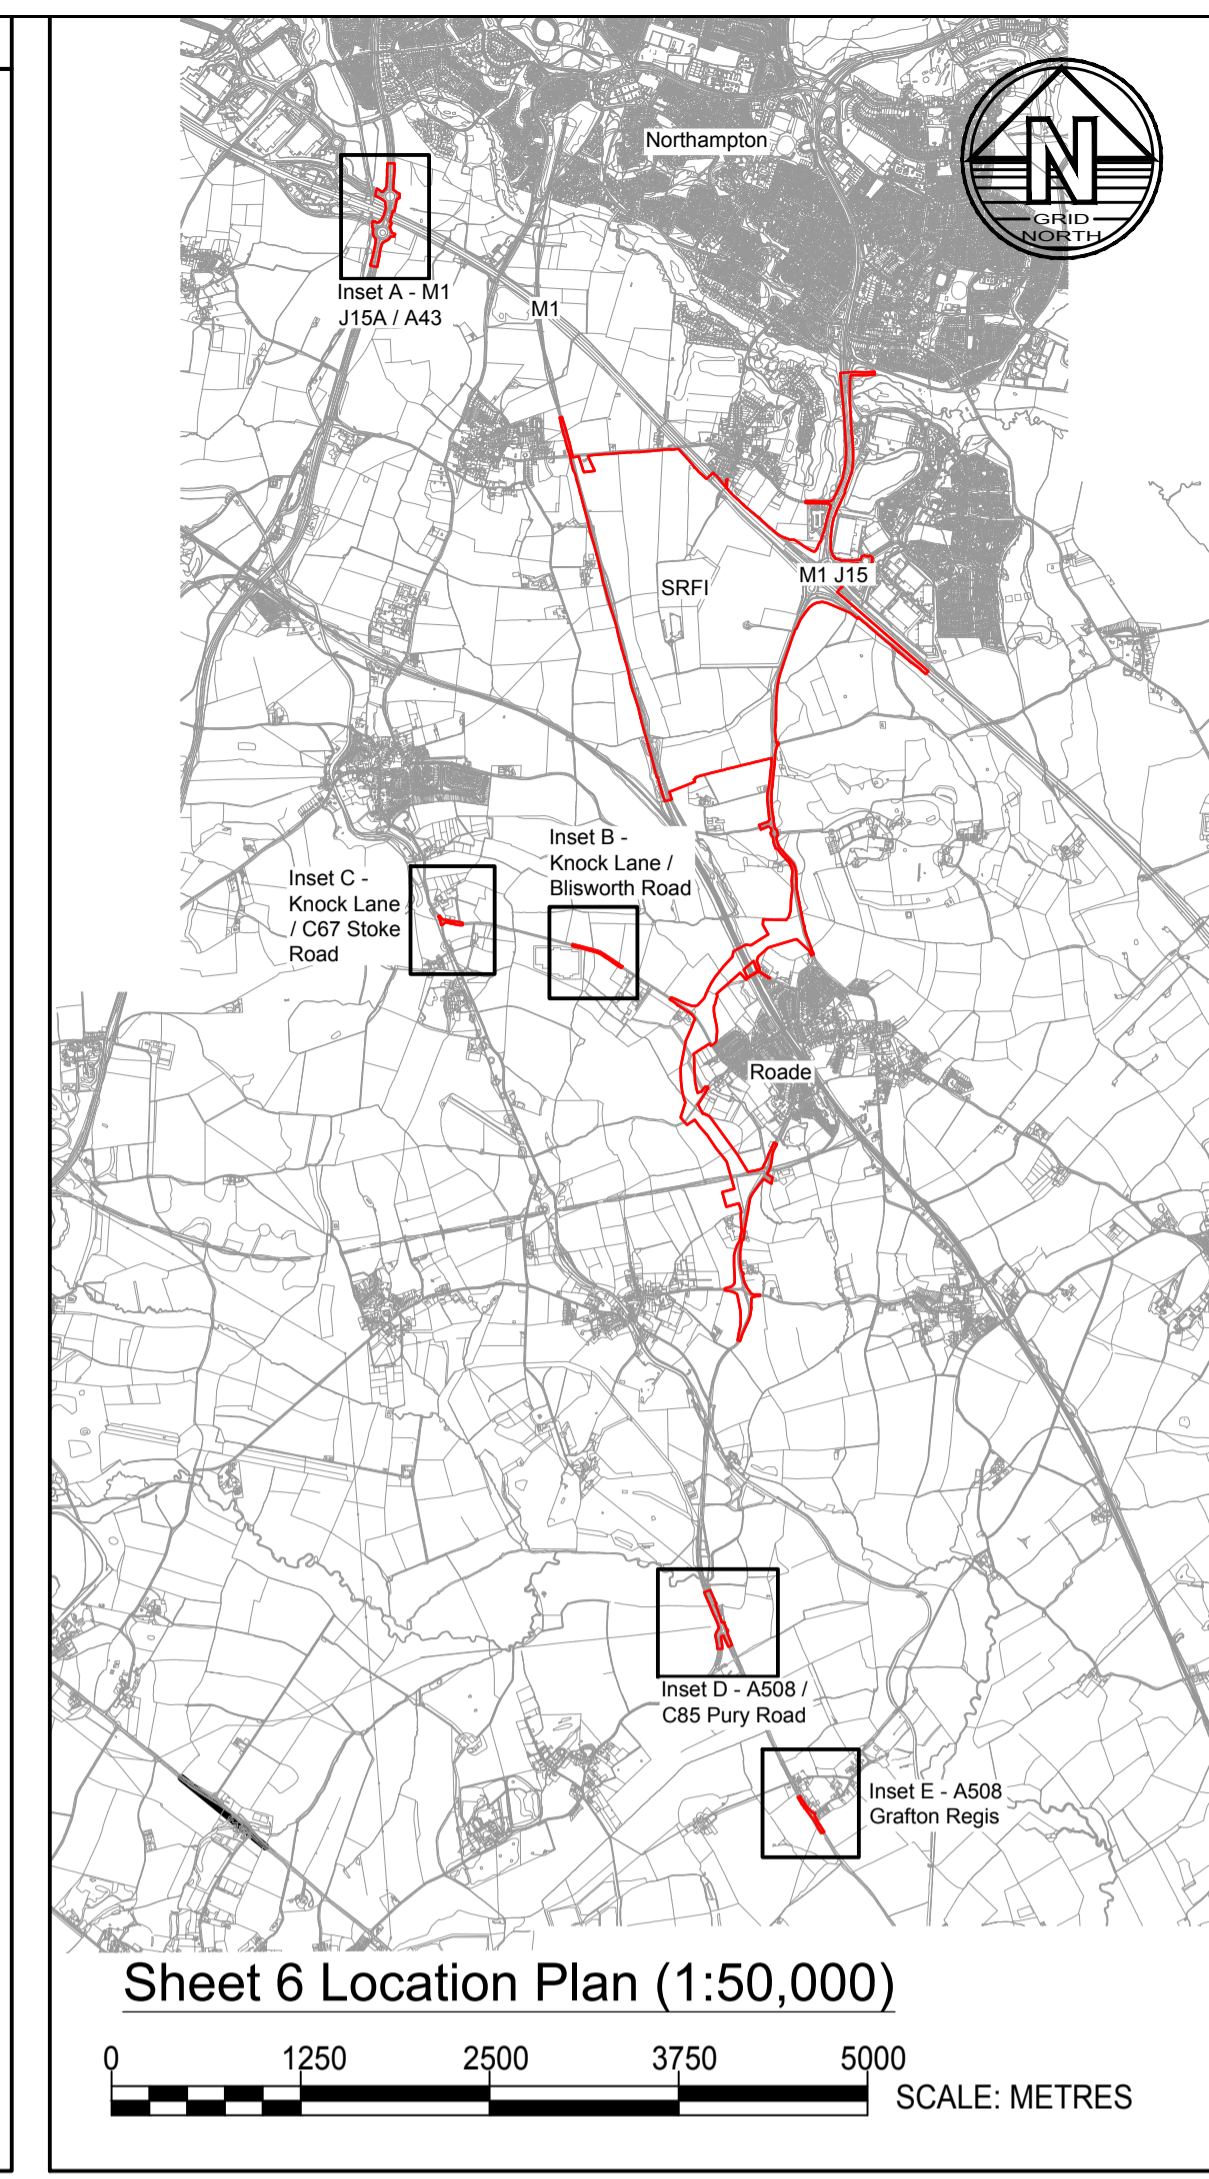 Northampton
N
GRID
NORTH
Inset A - M1
J15A / A43
M1
SRFI
M1 J15
Inset B -
Knock Lane /
Blisworth Road
Inset C -
Knock Lane
/ C67 Stoke
Road
Roade
Inset D - A508 /
C85 Pury Road
Inset E - A508
Grafton Regis
Sheet 6 Location Plan (1:50,000)
0 1250 2500 3750 5000
SCALE: METRES